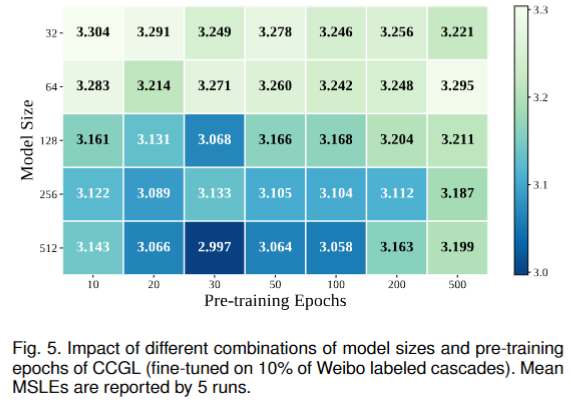 32 3.304 3.291 3.249 3.278 3.246 3.256 3.221
64 3.283 3.214 3.271 3.260 3.242 3.248 3.295
128 3.161 3.131 3.068 3.166 3.168 3.204 3.211
256 3.122 3.089 3.133 3.105 3.104 3.112 3.187
512 3.143 3.066 2.997 3.064 3.058 3.163 3.199
10 20 30 50 100 200 500
Model Size
Pre-training Epochs
3.3
3.2
3.1
3.0
Fig. 5. Impact of different combinations of model sizes and pre-training
epochs of CCGL (fine-tuned on 10% of Weibo labeled cascades). Mean
MSLEs are reported by 5 runs.